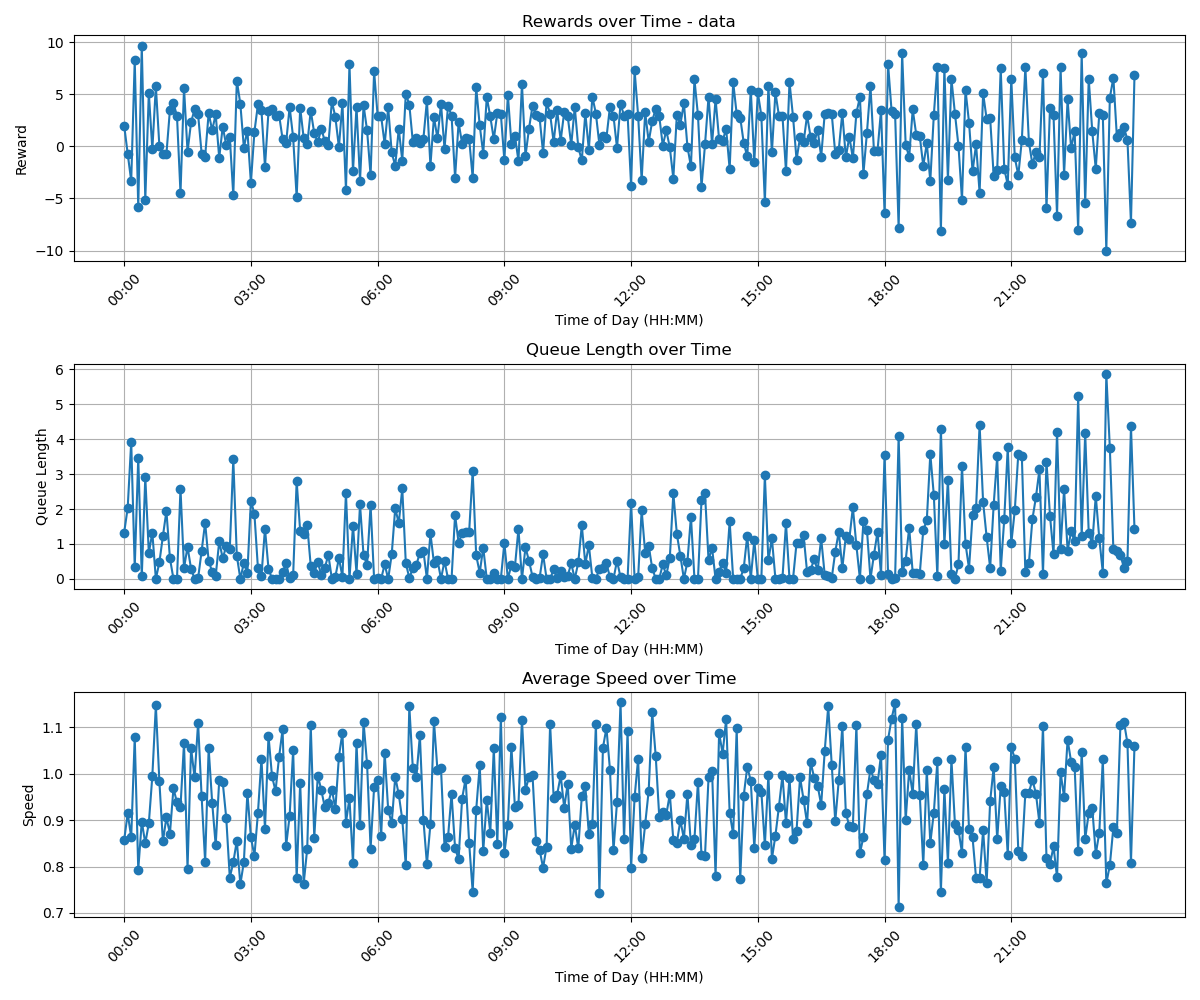 Rewards over Time - data
10
5
0
−5
−10
Reward
00:00 03:00 06:00 09:00 12:00 15:00 18:00 21:00
Time of Day (HH:MM)
Queue Length over Time
6
5
4
3
2
1
0
Queue Length
00:00 03:00 06:00 09:00 12:00 15:00 18:00 21:00
Time of Day (HH:MM)
Average Speed over Time
1.1
1.0
0.9
0.8
0.7
Speed
00:00 03:00 06:00 09:00 12:00 15:00 18:00 21:00
Time of Day (HH:MM)